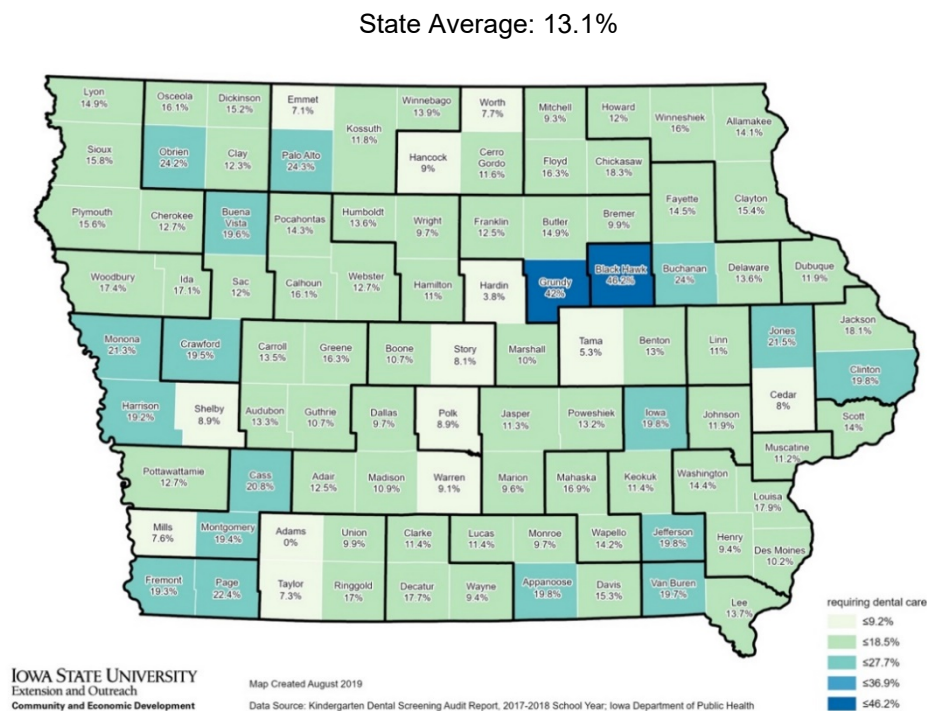 State Average: 13.1%
Lyon
14.9%
Osceola
16.1%
Dickinson
15.2%
Emmet
7.1%
Kossuth
11.8%
Winnebago
13.9%
Worth
7.7%
Mitchell
9.3%
Howard
12%
Winneshiek
16%
Allamakee
14.1%
Sioux
15.8%
Obrien
24.2%
Clay
12.3%
Palo Alto
24.3%
Hancock
9%
Cerro
Gordo
11.6%
Floyd
16.3%
Chickasaw
18.3%
Fayette
14.5%
Clayton
15.4%
Plymouth
15.6%
Cherokee
12.7%
Buena
Vista
19.6%
Pocahontas
14.3%
Humboldt
13.6%
Wright
9.7%
Franklin
12.5%
Butler
14.9%
Bremer
9.9%
Woodbury
17.4%
Ida
17.1%
Sac
12%
Calhoun
16.1%
Webster
12.7%
Hamilton
11%
Hardin
3.8%
Grundy
42%
Black Hawk
46.2%
Buchanan
24%
Delaware
13.6%
Dubuque
11.9%
Monona
21.3%
Crawford
19.5%
Carroll
13.5%
Greene
16.3%
Boone
10.7%
Story
8.1%
Marshall
10%
Tama
5.3%
Benton
13%
Linn
11%
Jones
21.5%
Jackson
18.1%
Clinton
19.8%
Harrison
19.2%
Shelby
8.9%
Audubon
13.3%
Guthrie
10.7%
Dallas
9.7%
Polk
8.9%
Jasper
11.3%
Poweshiek
13.2%
Iowa
19.8%
Johnson
11.9%
Cedar
8%
Scott
14%
Muscatine
11.2%
Pottawattamie
12.7%
Cass
20.8%
Adair
12.5%
Madison
10.9%
Warren
9.1%
Marion
9.6%
Mahaska
16.9%
Keokuk
11.4%
Washington
14.4%
Louisa
17.9%
Mills
7.6%
Montgomery
19.4%
Adams
0%
Union
9.9%
Clarke
11.4%
Lucas
11.4%
Monroe
9.7%
Wapello
14.2%
Jefferson
19.8%
Henry
9.4%
Des Moines
10.2%
Fremont
19.3%
Page
22.4%
Taylor
7.3%
Ringgold
17%
Decatur
17.7%
Wayne
9.4%
Appanoose
19.8%
Davis
15.3%
Van Buren
19.7%
Lee
13.7%
requiring dental care
≤9.2%
≤18.5%
≤27.7%
≤36.9%
≤46.2%
IOWA STATE UNIVERSITY
Extension and Outreach
Community and Economic Development
Map Created August 2019
Data Source: Kindergarten Dental Screening Audit Report, 2017-2018 School Year; Iowa Department of Public Health